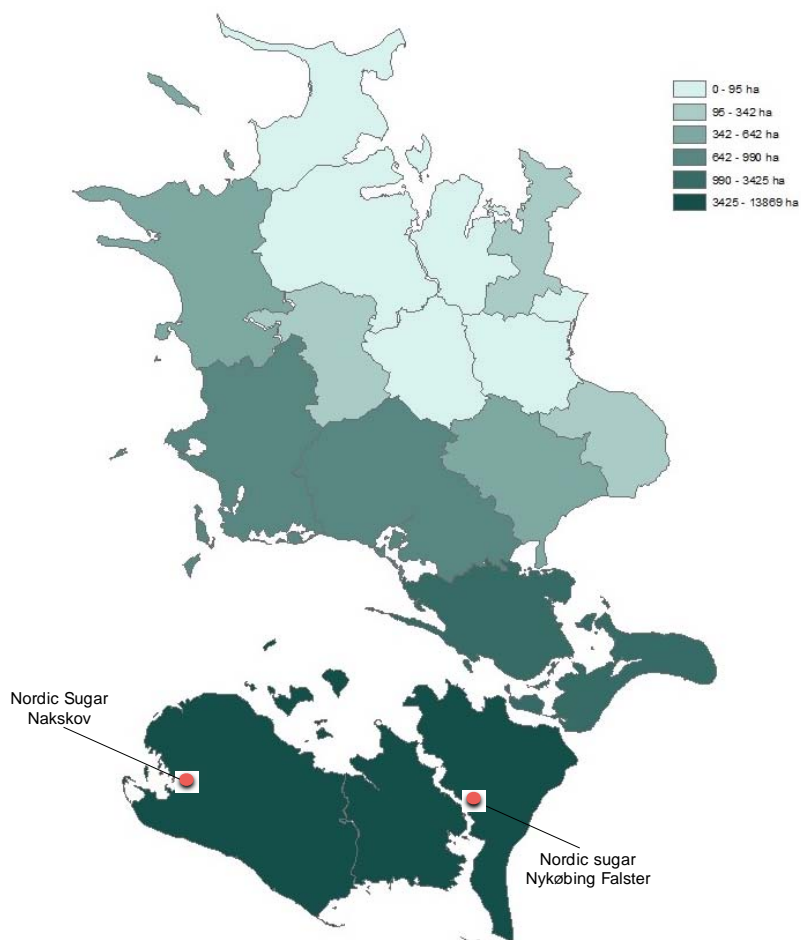 0 - 95 ha
95 - 342 ha
342 - 642 ha
642 - 990 ha
990 - 3425 ha
3425 - 13869 ha
Nordic Sugar
Nakskov
Nordic sugar
Nykøbing Falster